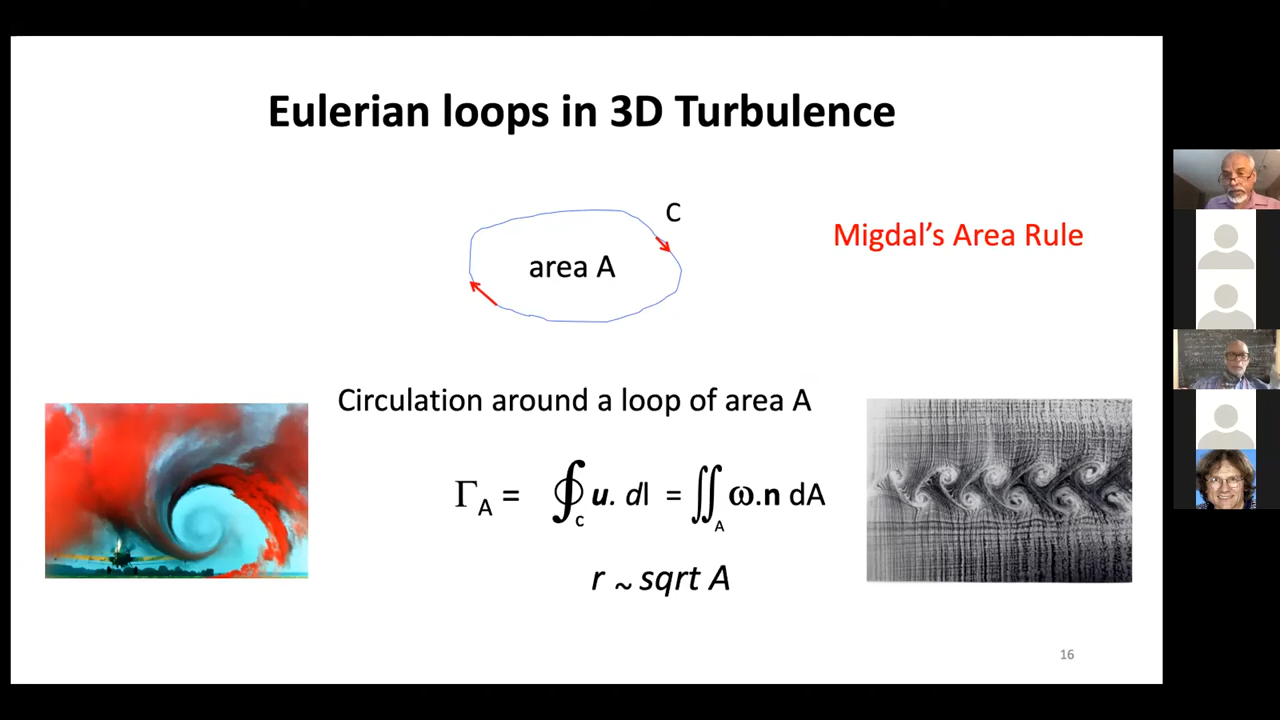 Eulerian loops in 3D Turbulence
C
Migdal's Area Rule
area A
Circulation around a loop of area A
Γ_A = ∮_c u. dl = ∬_A ω.n dA
r ~ sqrt A
16